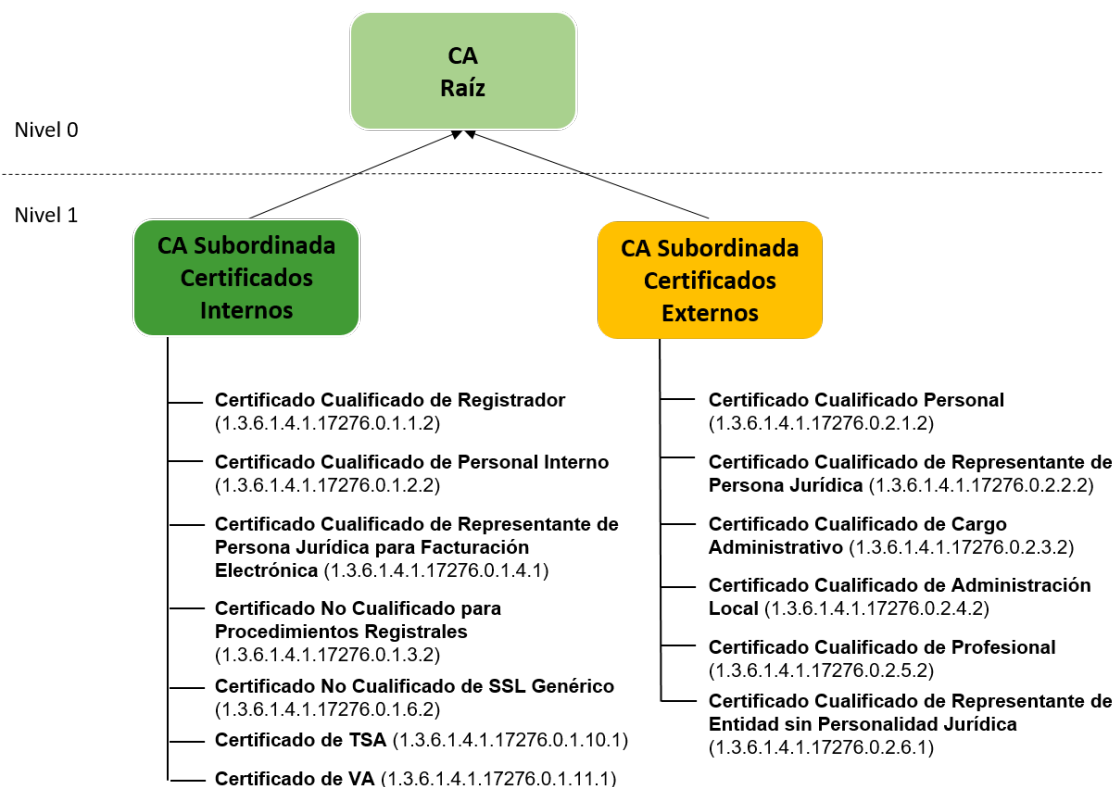 CA
Raíz
Nivel 0
Nivel 1
CA Subordinada
Certificados
Internos
Certificado Cualificado de Registrador
(1.3.6.1.4.1.17276.0.1.1.2)
Certificado Cualificado de Personal Interno
(1.3.6.1.4.1.17276.0.1.2.2)
Certificado Cualificado de Representante de
Persona Jurídica para Facturación
Electrónica (1.3.6.1.4.1.17276.0.1.4.1)
Certificado No Cualificado para
Procedimientos Registrales
(1.3.6.1.4.1.17276.0.1.3.2)
Certificado No Cualificado de SSL Genérico
(1.3.6.1.4.1.17276.0.1.6.2)
Certificado de TSA (1.3.6.1.4.1.17276.0.1.10.1)
Certificado de VA (1.3.6.1.4.1.17276.0.1.11.1)
CA Subordinada
Certificados
Externos
Certificado Cualificado Personal
(1.3.6.1.4.1.17276.0.2.1.2)
Certificado Cualificado de Representante de
Persona Jurídica (1.3.6.1.4.1.17276.0.2.2.2)
Certificado Cualificado de Cargo
Administrativo (1.3.6.1.4.1.17276.0.2.3.2)
Certificado Cualificado de Administración
Local (1.3.6.1.4.1.17276.0.2.4.2)
Certificado Cualificado de Profesional
(1.3.6.1.4.1.17276.0.2.5.2)
Certificado Cualificado de Representante de
Entidad sin Personalidad Jurídica
(1.3.6.1.4.1.17276.0.2.6.1)